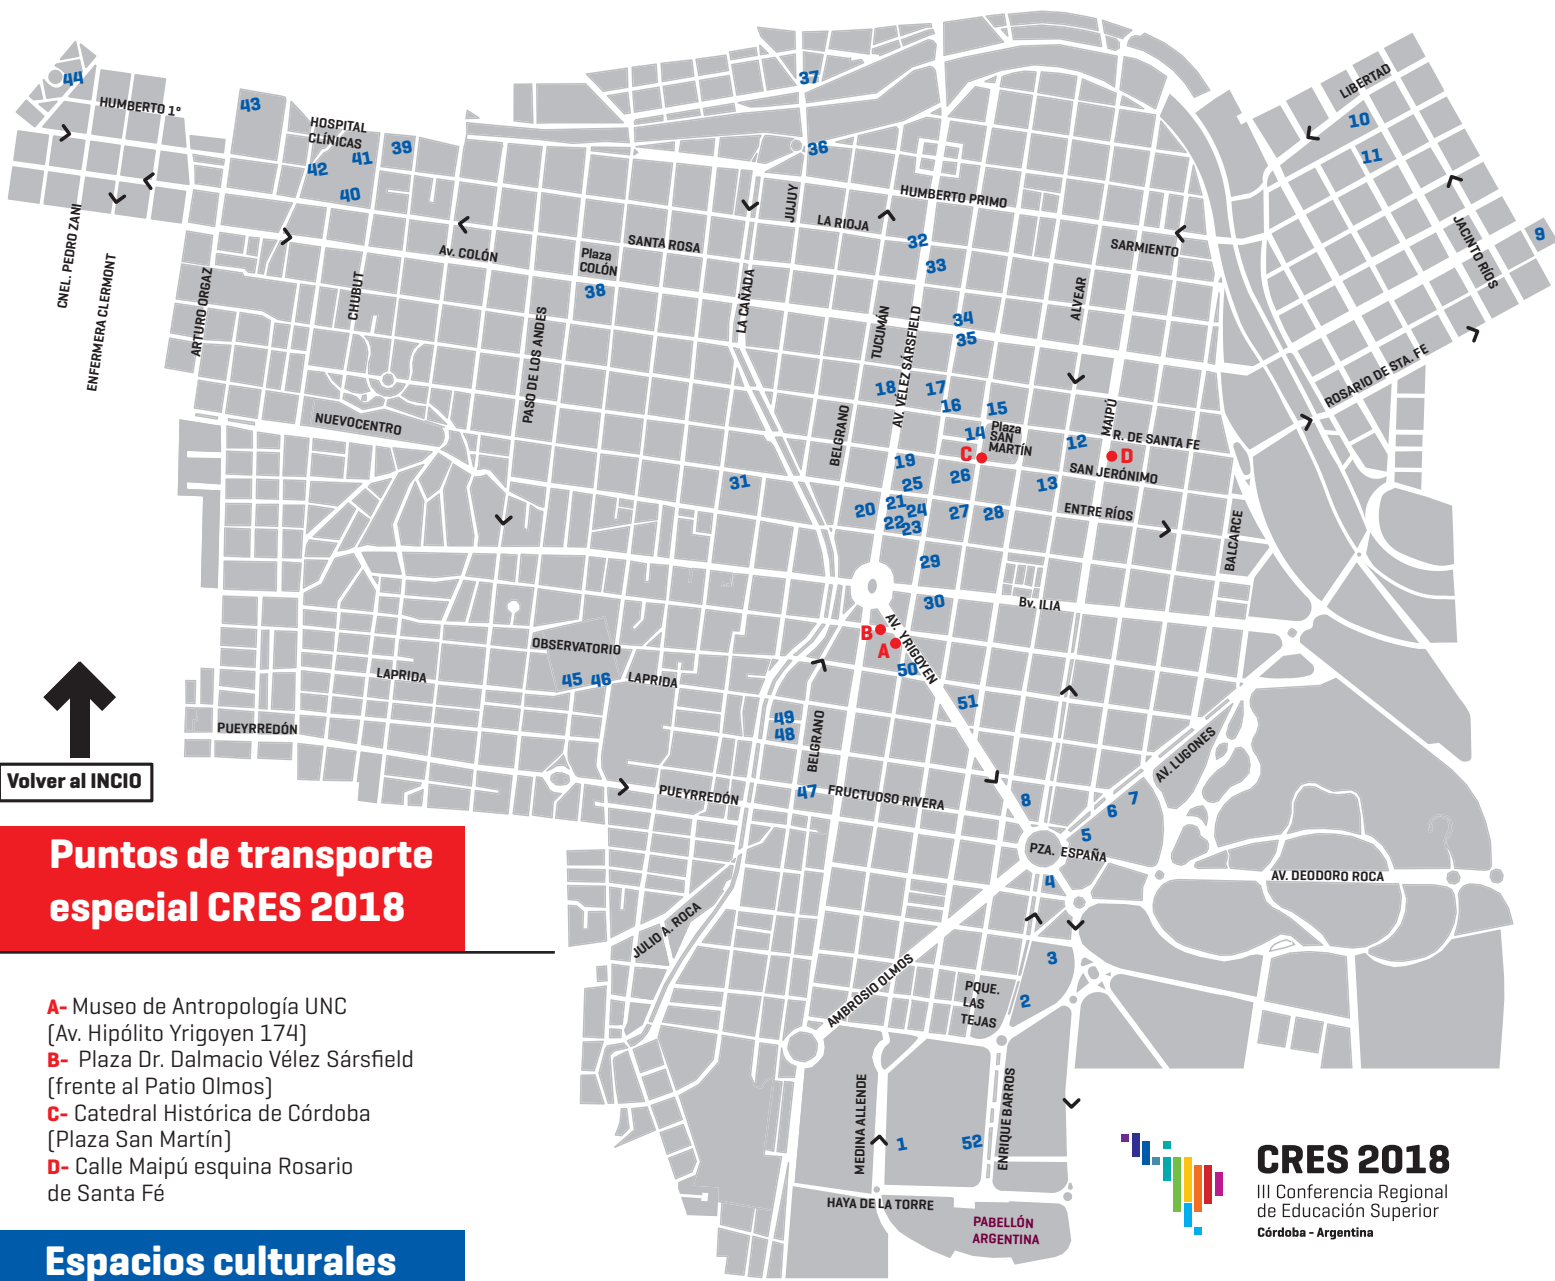 37
44
HUMBERTO 1º
43
HOSPITAL
CLÍNICAS
39
41
42
40
36
LIBERTAD
10
11
JACINTO RÍOS
9
HUMBERTO PRIMO
JUJUY
LA RIOJA
SARMIENTO
32
33
SANTA ROSA
Av. COLÓN
Plaza
COLÓN
38
CNEL. PEDRO ZANI
ENFERMERA CLERMONT
ARTURO ORGAZ
CHUBUT
PASO DE LOS ANDES
LA CAÑADA
TUCUMÁN
AV. VÉLEZ SÁRSFIELD
ALVEAR
34
35
ROSARIO DE STA. FE
18
17
16
15
NUEVOCENTRO
BELGRANO
14
Plaza
SAN
MARTÍN
C
12
MAIPÚ
R. DE SANTA FE
D
SAN JERÓNIMO
19
26
25
13
31
20
21
24
22
23
27
28
ENTRE RÍOS
BALCARCE
29
30
Bv. ILIA
B
A
AV. YRIGOYEN
50
51
OBSERVATORIO
45
46
LAPRIDA
LAPRIDA
PUEYRREDÓN
49
48
BELGRANO
AV. LUGONES
Volver al INCIO
PUEYRREDÓN
47
FRUCTUOSO RIVERA
8
7
6
5
PZA. ESPAÑA
4
AV. DEODORO ROCA
JULIO A. ROCA
AMBROSIO OLMOS
3
PQUE.
LAS
TEJAS
2
MEDINA ALLENDE
1
52
ENRIQUE BARROS
HAYA DE LA TORRE
PABELLÓN
ARGENTINA
Puntos de transporte
especial CRES 2018
A- Museo de Antropología UNC
(Av. Hipólito Yrigoyen 174)
B- Plaza Dr. Dalmacio Vélez Sársfield
(frente al Patio Olmos)
C- Catedral Histórica de Córdoba
(Plaza San Martín)
D- Calle Maipú esquina Rosario
de Santa Fé
Espacios culturales
CRES 2018
III Conferencia Regional
de Educación Superior
Córdoba - Argentina